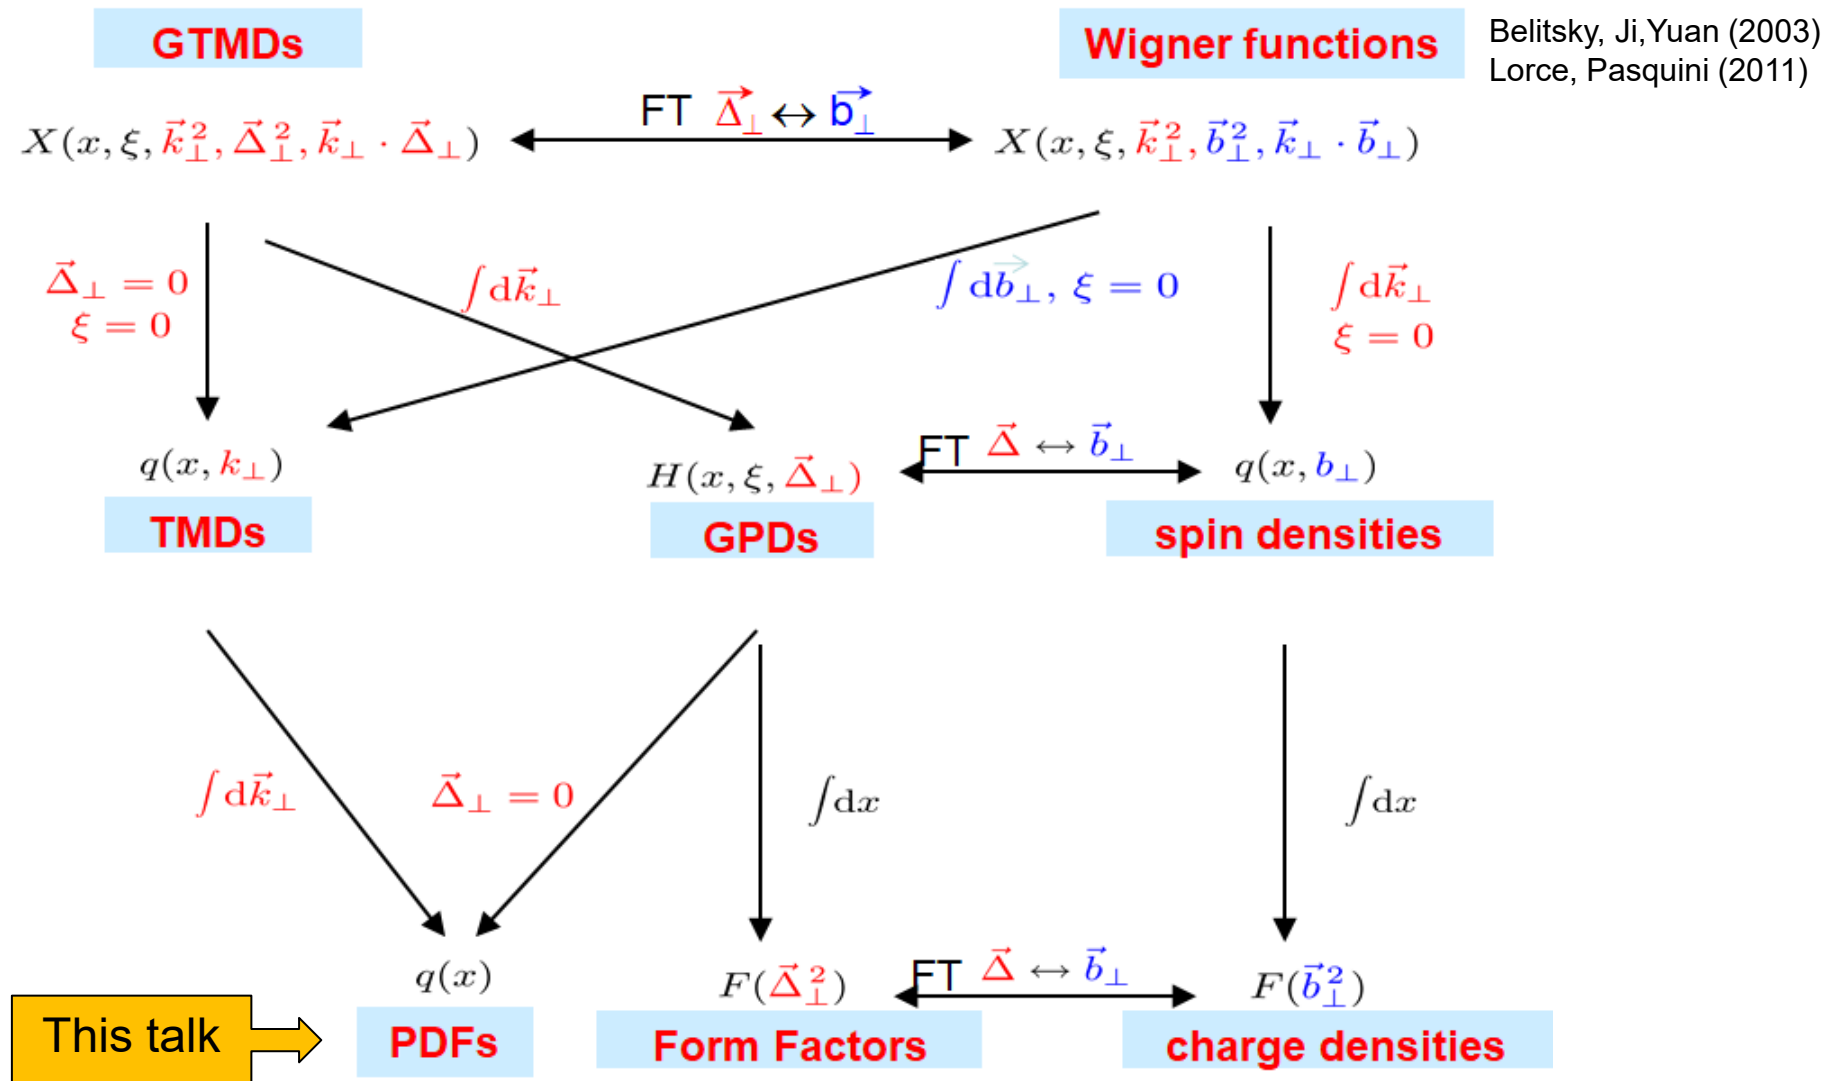 GTMDs
Wigner functions
Belitsky, Ji,Yuan (2003)
Lorce, Pasquini (2011)
FT Δ⃗⊥ ↔ b⃗⊥
X(x, ξ, k⃗⊥², Δ⃗⊥², k⃗⊥ · Δ⃗⊥)
X(x, ξ, k⃗⊥², b⃗⊥², k⃗⊥ · b⃗⊥)
Δ⃗⊥ = 0
ξ = 0
∫dk⃗⊥
∫db⃗⊥, ξ = 0
∫dk⃗⊥
ξ = 0
q(x, k⊥)
TMDs
H(x, ξ, Δ⃗⊥)
GPDs
FT Δ⃗ ↔ b⃗⊥
q(x, b⊥)
spin densities
∫dk⃗⊥
Δ⃗⊥ = 0
∫dx
∫dx
This talk
q(x)
PDFs
F(Δ⃗⊥²)
Form Factors
FT Δ⃗ ↔ b⃗⊥
F(b⃗⊥²)
charge densities